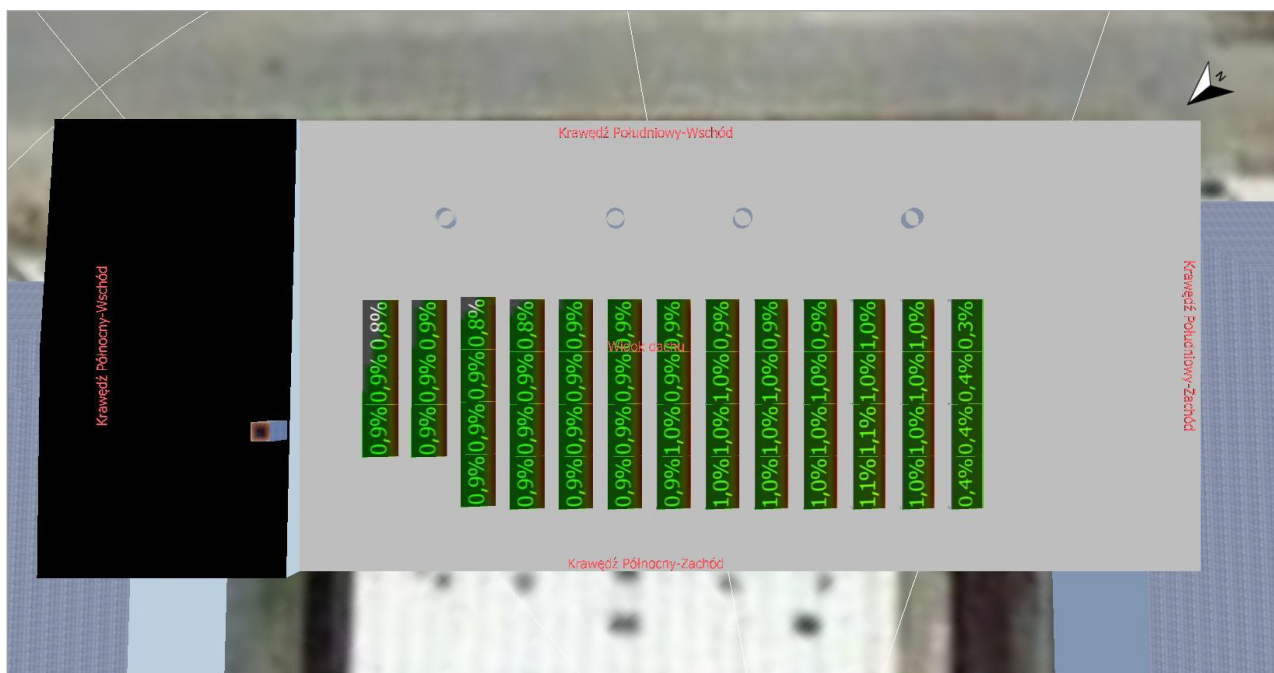 N
Krawędź Południowy-Wschód
Krawędź Północny-Wschód
0,9% 0,9% 0,8%
0,9% 0,9% 0,9%
0,9% 0,9% 0,9% 0,8%
0,9% 0,9% 0,9% 0,8%
0,9% 0,9% 0,9% 0,9%
0,9% 0,9% 0,9% 0,9%
0,9% 1,0% 0,9% 0,9%
1,0% 1,0% 1,0% 0,9%
1,0% 1,0% 1,0% 0,9%
1,0% 1,0% 1,0% 0,9%
1,1% 1,1% 1,0% 1,0%
1,0% 1,0% 1,0% 1,0%
0,4% 0,4% 0,4% 0,3%
Widok dachu
Krawędź Południowy-Zachód
Krawędź Północny-Zachód